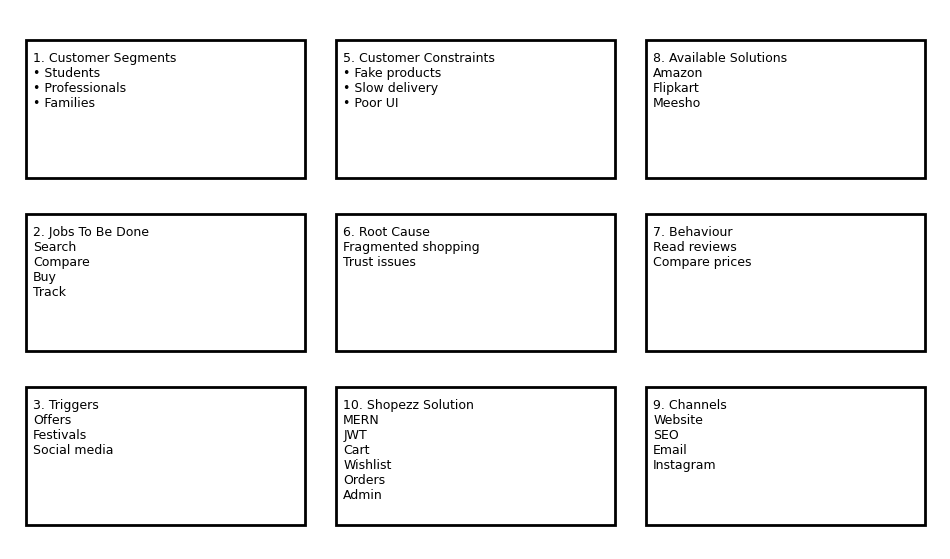 1. Customer Segments
• Students
• Professionals
• Families
5. Customer Constraints
• Fake products
• Slow delivery
• Poor UI
8. Available Solutions
Amazon
Flipkart
Meesho
2. Jobs To Be Done
Search
Compare
Buy
Track
6. Root Cause
Fragmented shopping
Trust issues
7. Behaviour
Read reviews
Compare prices
3. Triggers
Offers
Festivals
Social media
10. Shopezz Solution
MERN
JWT
Cart
Wishlist
Orders
Admin
9. Channels
Website
SEO
Email
Instagram